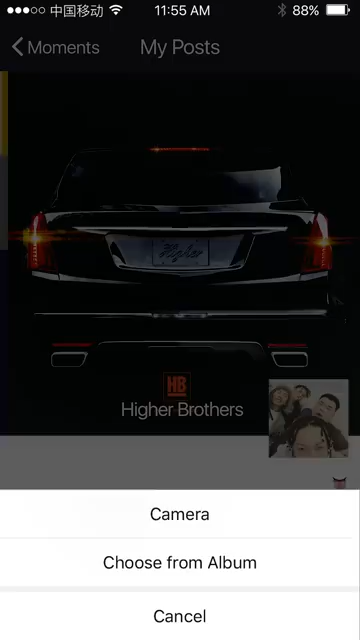 中国移动 11:55 AM 88%
Moments My Posts
Higher
HB
Higher Brothers
Camera
Choose from Album
Cancel